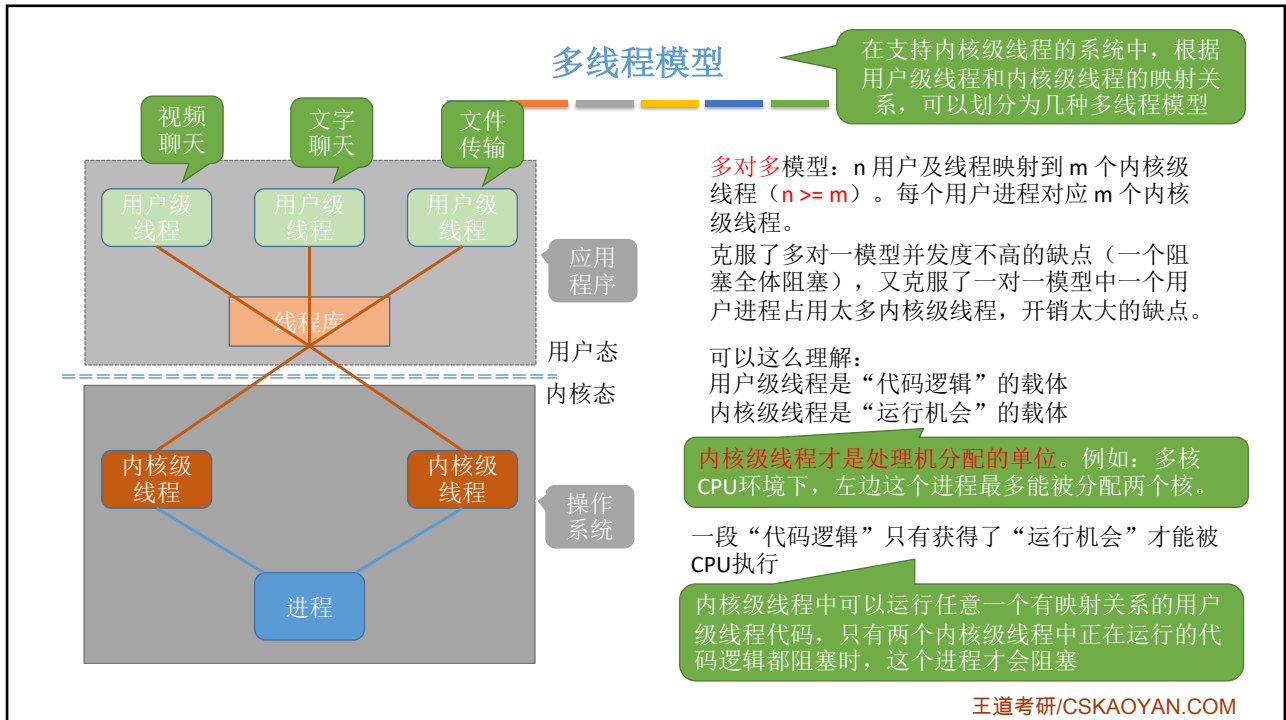 多线程模型
在支持内核级线程的系统中，根据
用户级线程和内核级线程的映射关
系，可以划分为几种多线程模型
视频
聊天
文字
聊天
文件
传输
用户级
线程
用户级
线程
用户级
线程
应用
程序
线程库
用户态
内核态
内核级
线程
内核级
线程
操作
系统
进程
多对多模型：n 用户及线程映射到 m 个内核级
线程（n >= m）。每个用户进程对应 m 个内核
级线程。
克服了多对一模型并发度不高的缺点（一个阻
塞全体阻塞），又克服了一对一模型中一个用
户进程占用太多内核级线程，开销太大的缺点。
可以这么理解：
用户级线程是“代码逻辑”的载体
内核级线程是“运行机会”的载体
内核级线程才是处理机分配的单位。例如：多核
CPU环境下，左边这个进程最多能被分配两个核。
一段“代码逻辑”只有获得了“运行机会”才能被
CPU执行
内核级线程中可以运行任意一个有映射关系的用户
级线程代码，只有两个内核级线程中正在运行的代
码逻辑都阻塞时，这个进程才会阻塞
王道考研/CSKAOYAN.COM